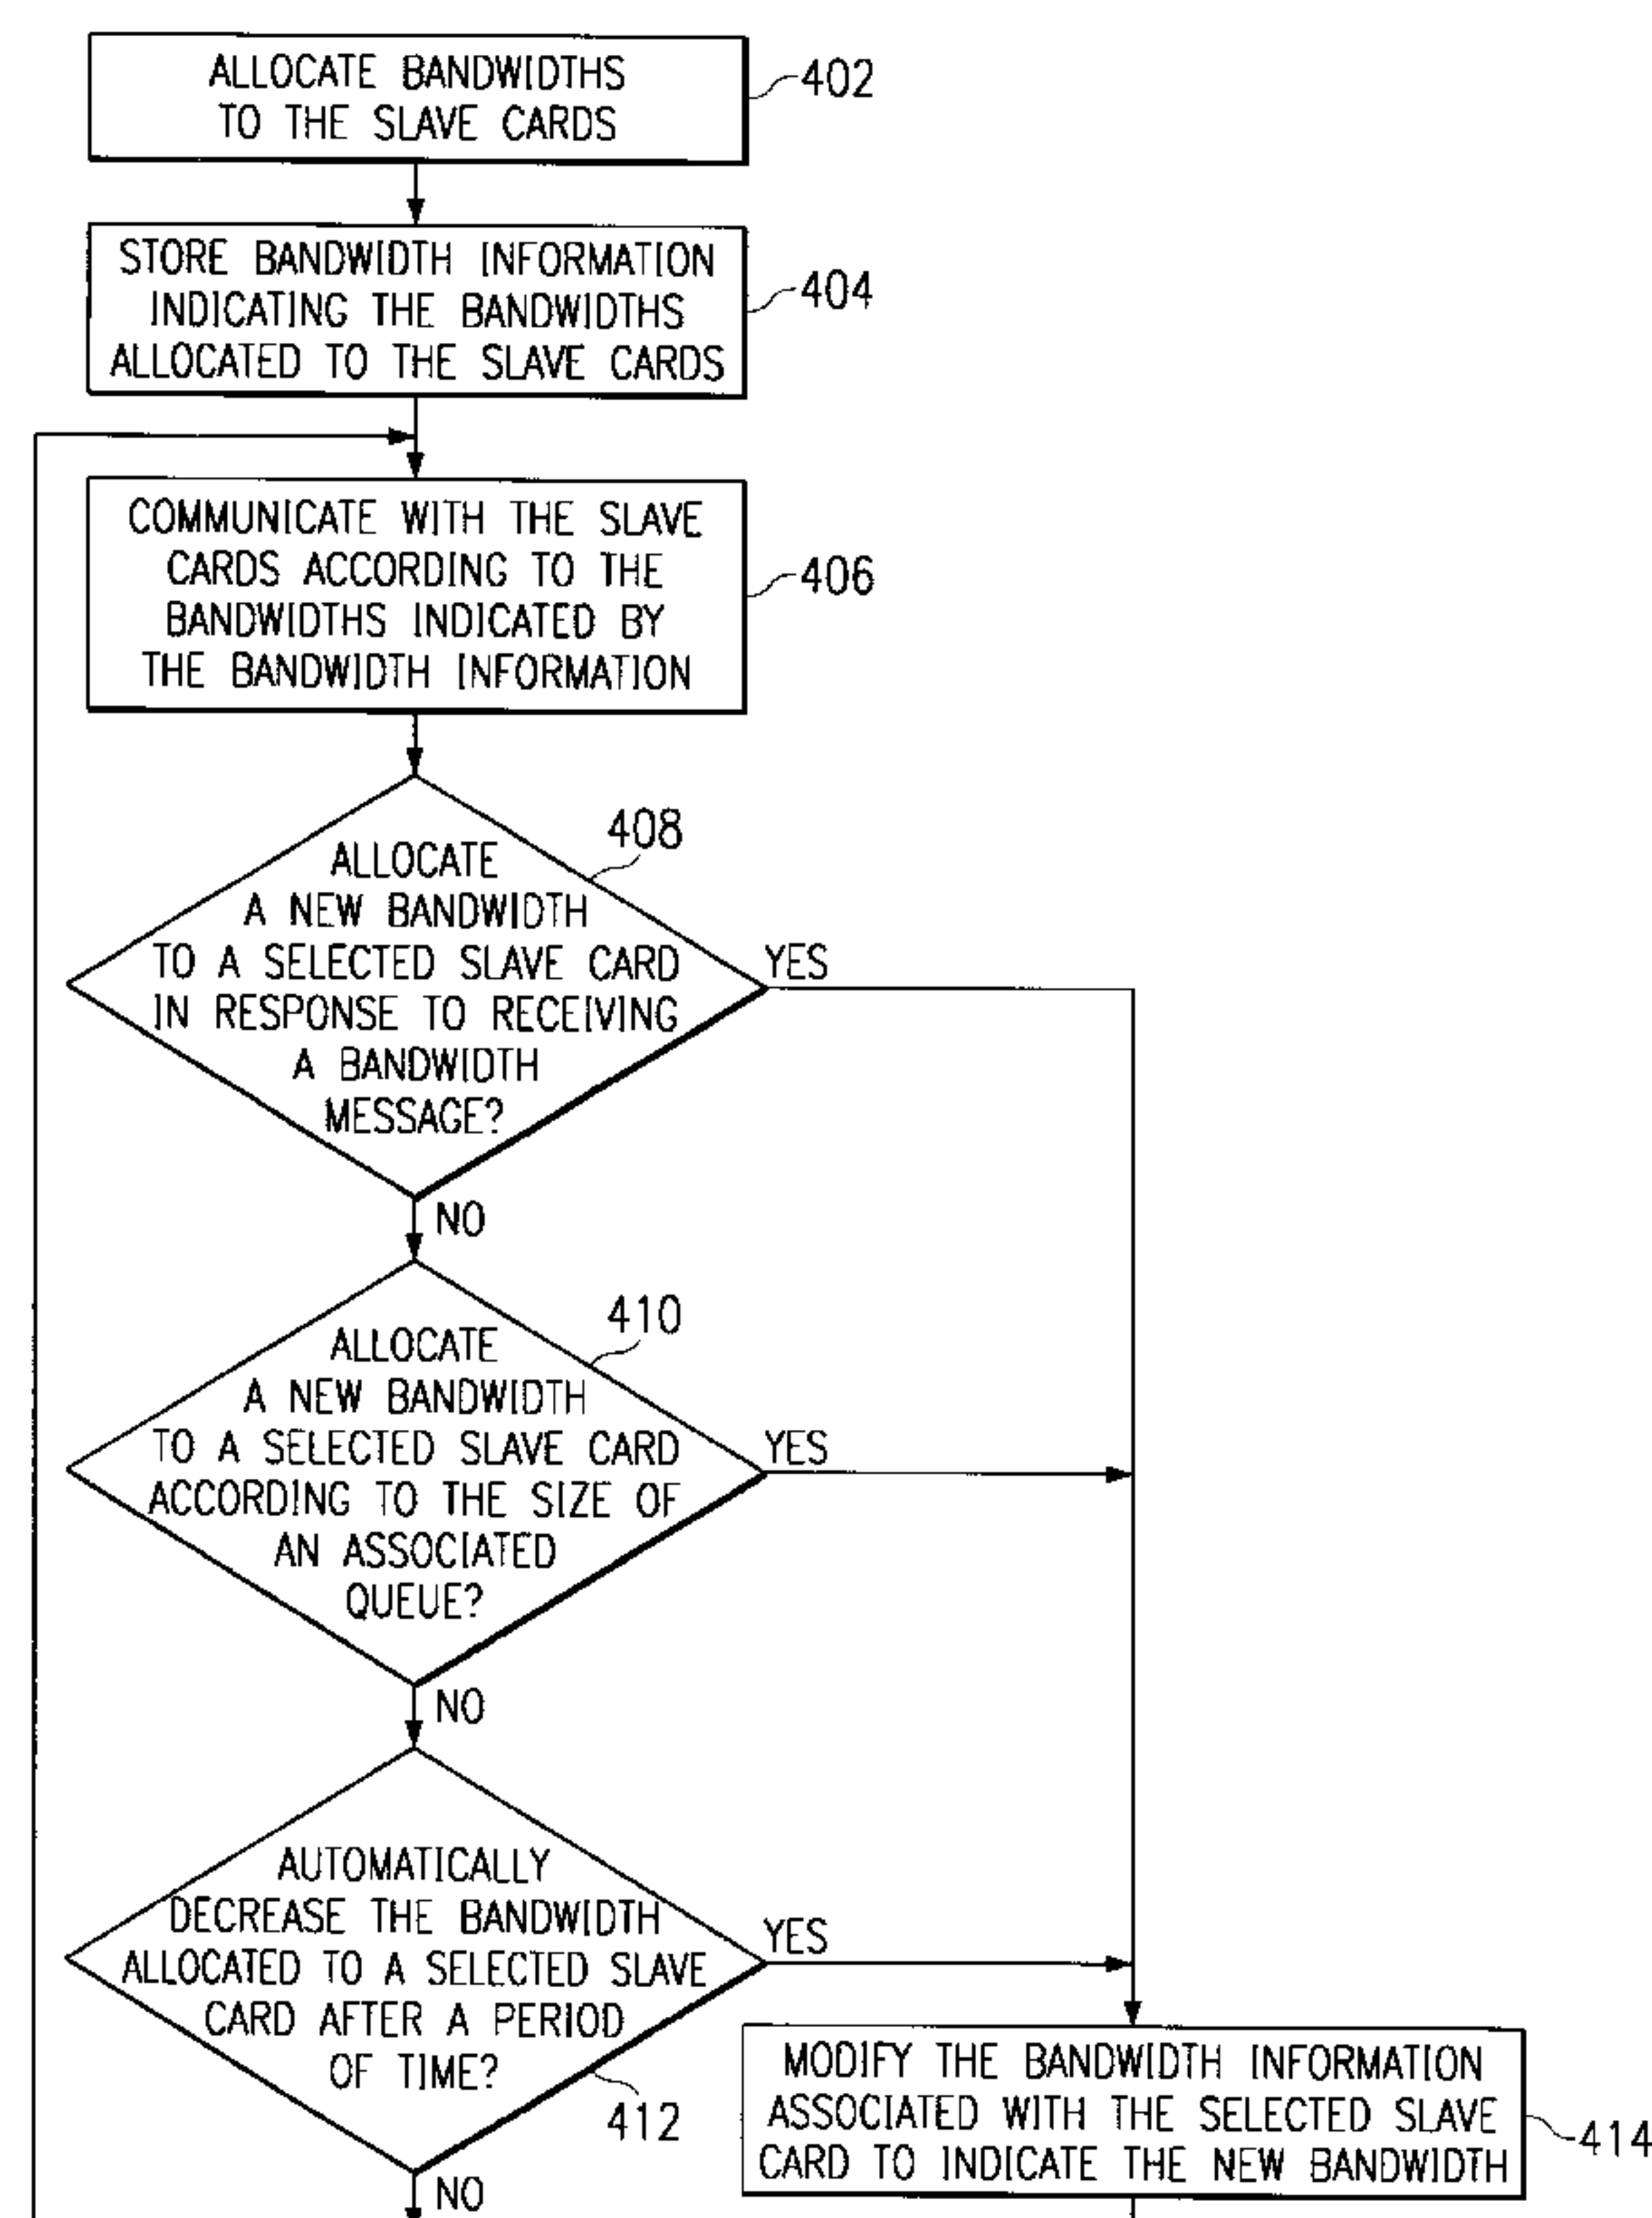 ALLOCATE BANDWIDTHS
TO THE SLAVE CARDS
402
STORE BANDWIDTH INFORMATION
INDICATING THE BANDWIDTHS
ALLOCATED TO THE SLAVE CARDS
404
COMMUNICATE WITH THE SLAVE
CARDS ACCORDING TO THE
BANDWIDTHS INDICATED BY
THE BANDWIDTH INFORMATION
406
408
ALLOCATE
A NEW BANDWIDTH
TO A SELECTED SLAVE CARD
IN RESPONSE TO RECEIVING
A BANDWIDTH
MESSAGE?
YES
NO
410
ALLOCATE
A NEW BANDWIDTH
TO A SELECTED SLAVE CARD
ACCORDING TO THE SIZE OF
AN ASSOCIATED
QUEUE?
YES
NO
AUTOMATICALLY
DECREASE THE BANDWIDTH
ALLOCATED TO A SELECTED SLAVE
CARD AFTER A PERIOD
OF TIME?
YES
412
NO
MODIFY THE BANDWIDTH INFORMATION
ASSOCIATED WITH THE SELECTED SLAVE
CARD TO INDICATE THE NEW BANDWIDTH
414